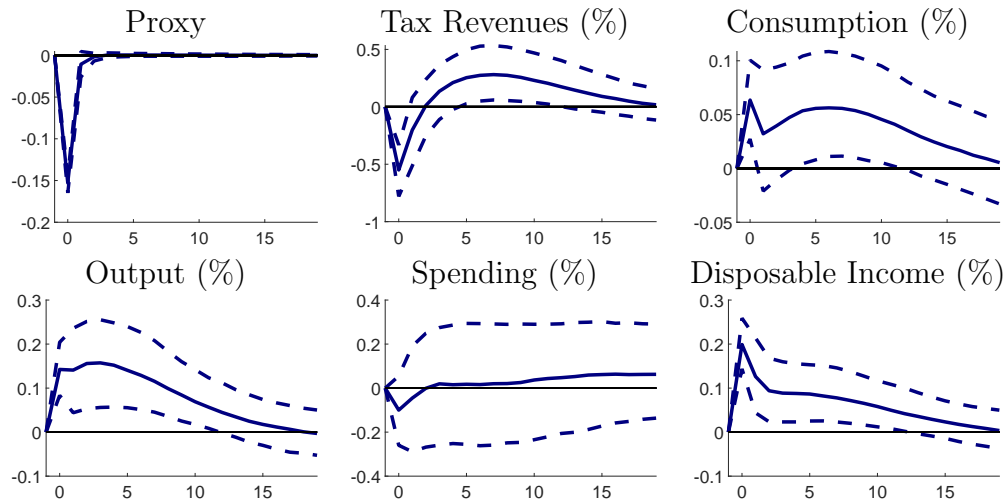 Proxy
0
-0.05
-0.1
-0.15
-0.2
0 5 10 15
Tax Revenues (%)
0.5
0
-0.5
-1
0 5 10 15
Consumption (%)
0.1
0.05
0
-0.05
0 5 10 15
Output (%)
0.3
0.2
0.1
0
-0.1
0 5 10 15
Spending (%)
0.4
0.2
0
-0.2
-0.4
0 5 10 15
Disposable Income (%)
0.3
0.2
0.1
0
-0.1
0 5 10 15